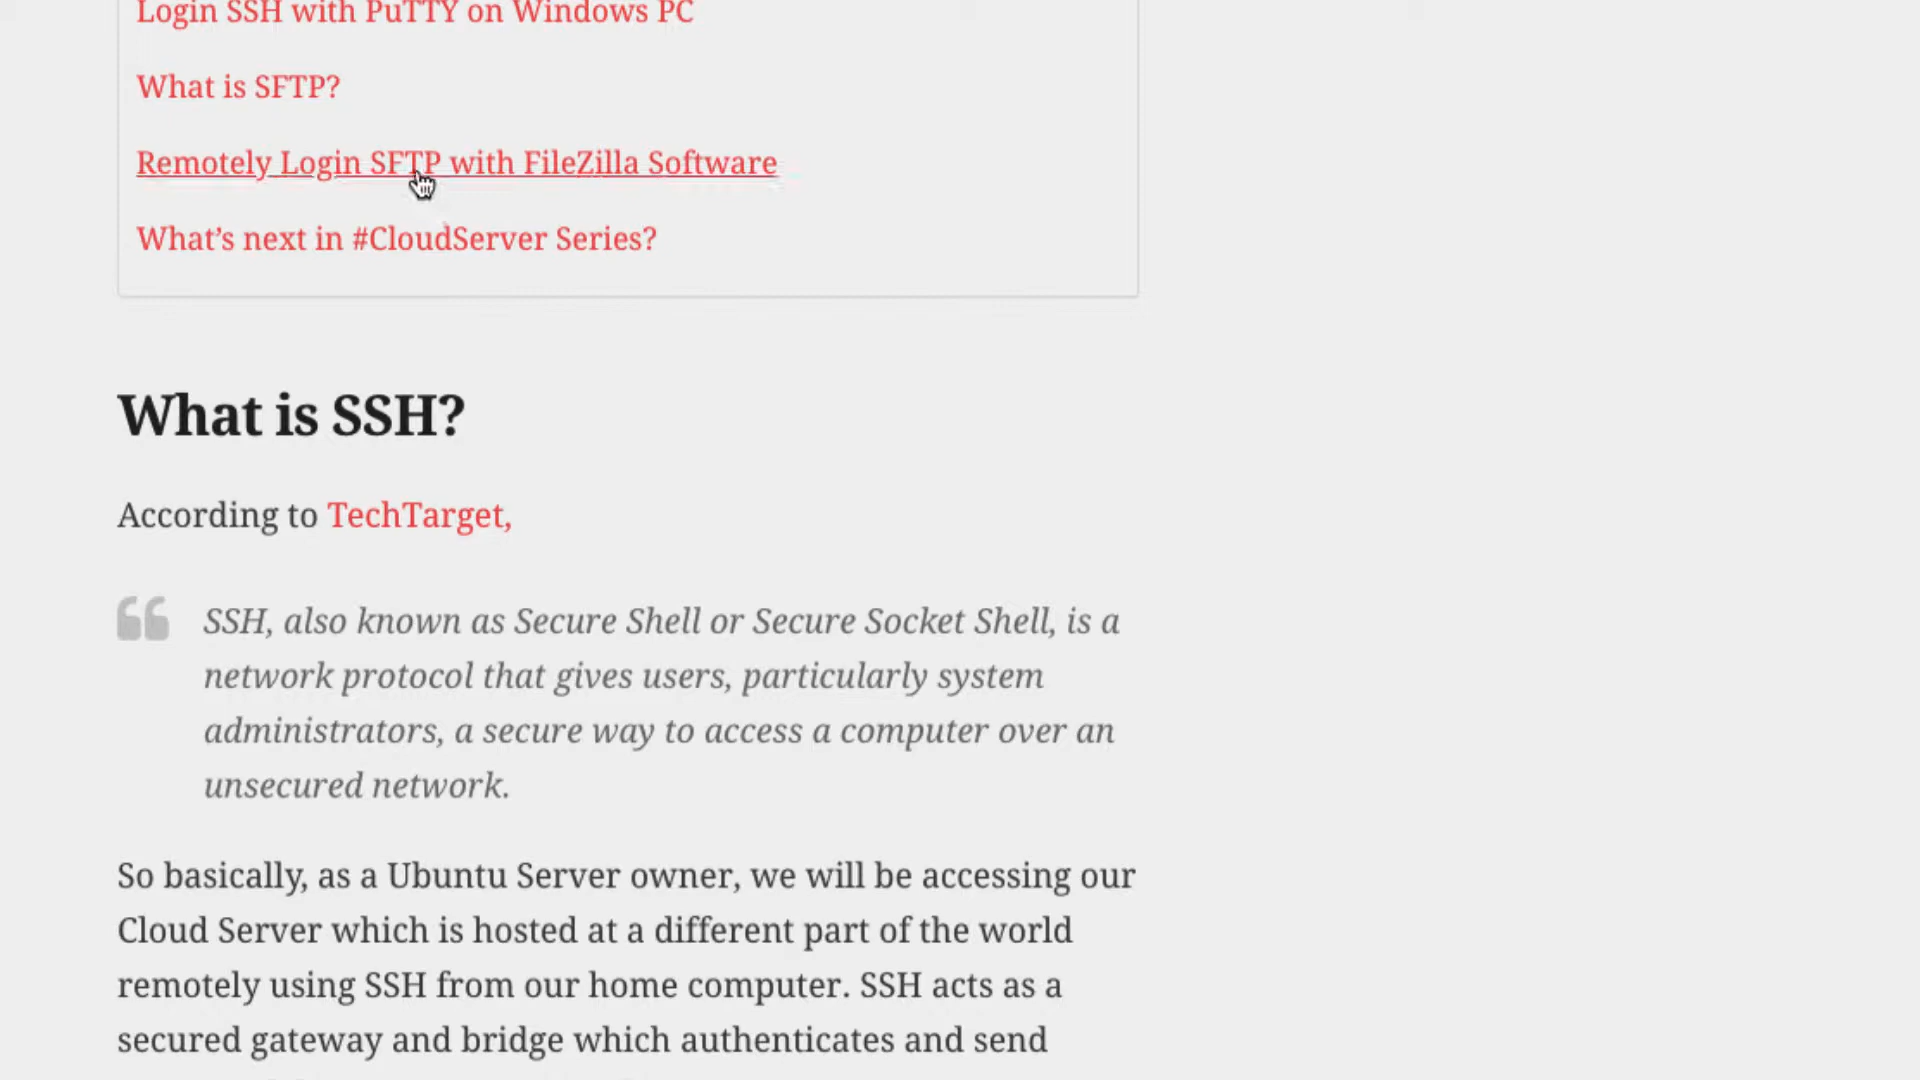 Login SSH with PuTTY on Windows PC
What is SFTP?
Remotely Login SFTP with FileZilla Software
What’s next in #CloudServer Series?
What is SSH?
According to TechTarget,
SSH, also known as Secure Shell or Secure Socket Shell, is a
network protocol that gives users, particularly system
administrators, a secure way to access a computer over an
unsecured network.
So basically, as a Ubuntu Server owner, we will be accessing our
Cloud Server which is hosted at a different part of the world
remotely using SSH from our home computer. SSH acts as a
secured gateway and bridge which authenticates and send